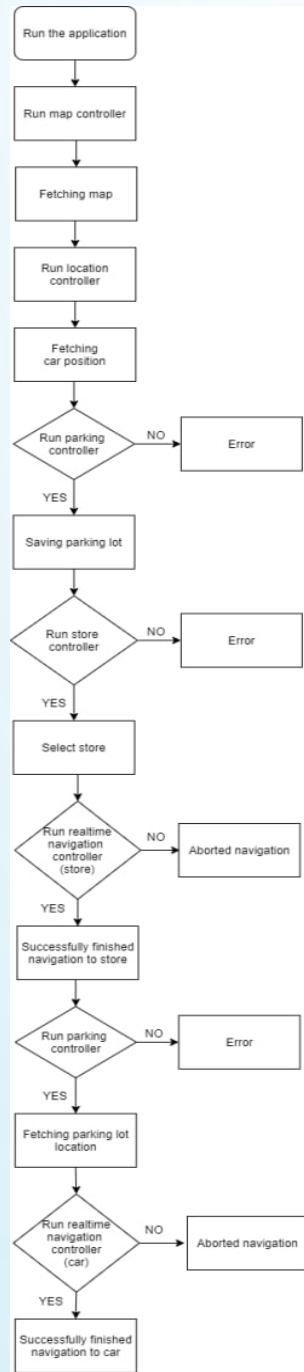 Run the application
Run map controller
Fetching map
Run location
controller
Fetching
car position
Run parking
controller
NO
Error
YES
Saving parking lot
Run store
controller
NO
Error
YES
Select store
Run realtime
navigation
controller
(store)
NO
Aborted navigation
YES
Successfully finished
navigation to store
Run parking
controller
NO
Error
YES
Fetching parking lot
location
Run realtime
navigation
controller
(car)
NO
Aborted navigation
YES
Successfully finished
navigation to car